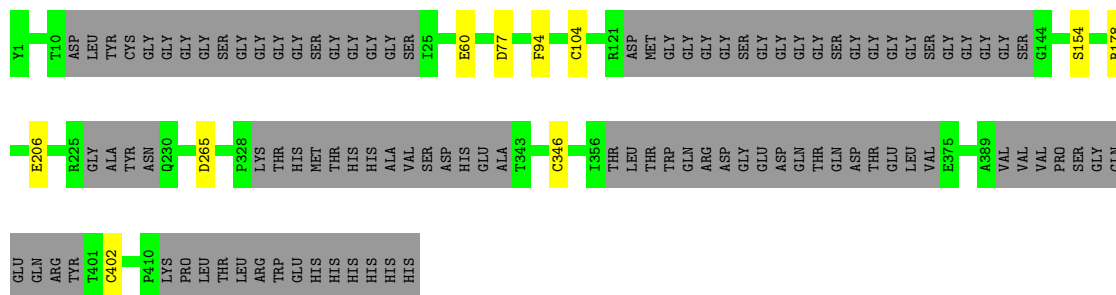 Y1 T10 ASP LEU TYR CYS GLY GLY GLY GLY SER GLY GLY GLY GLY SER GLY GLY GLY GLY SER I25 E60 D77 F94 C104 R121 ASP MET GLY GLY GLY GLY SER GLY GLY GLY GLY SER GLY GLY GLY GLY SER GLY GLY GLY GLY SER G144 S154 R178
E206 R225 GLY ALA TYR ASN Q230 D265 P328 LYS THR HIS MET THR HIS HIS ALA VAL SER ASP HIS GLU ALA T343 C346 I356 THR LEU THR TRP GLN ARG ASP GLY GLU ASP GLN THR GLN ASP THR GLU LEU VAL E375 A389 VAL VAL VAL PRO SER GLY GLN
GLU GLN ARG TYR T401 C402 P410 LYS PRO LEU THR LEU ARG TRP GLU HIS HIS HIS HIS HIS HIS